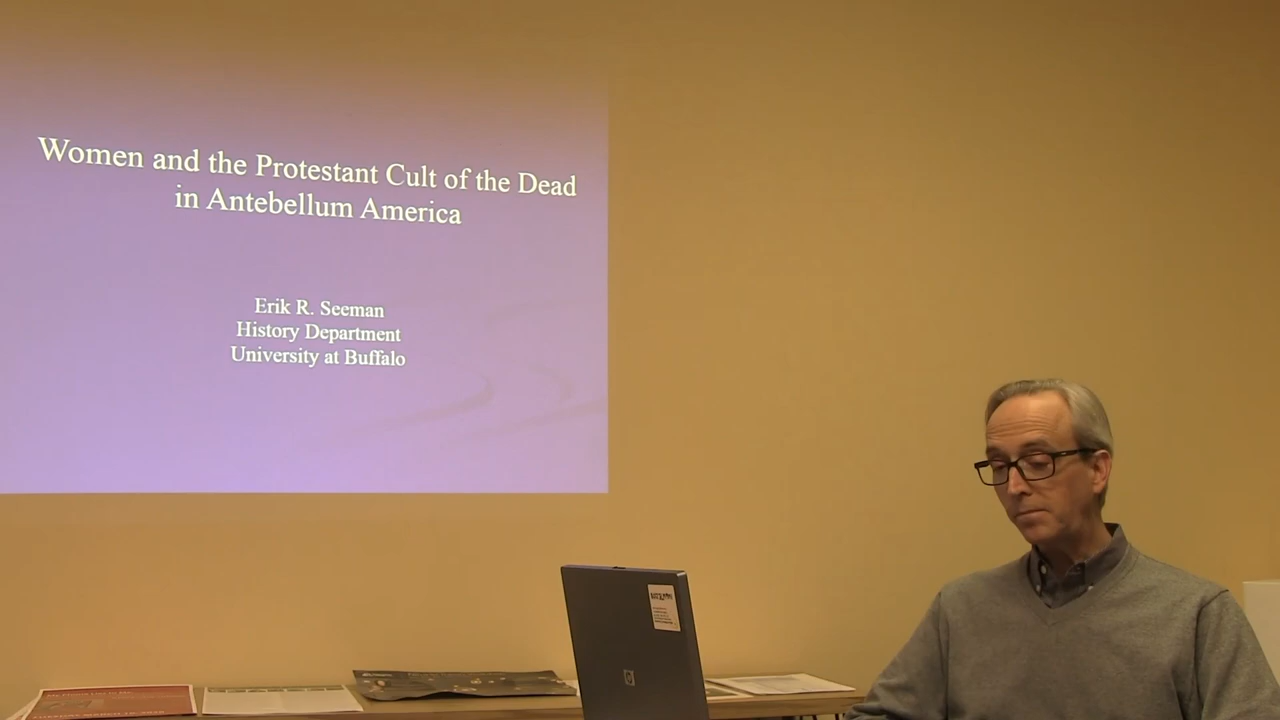 Women and the Protestant Cult of the Dead
in Antebellum America
Erik R. Seeman
History Department
University at Buffalo